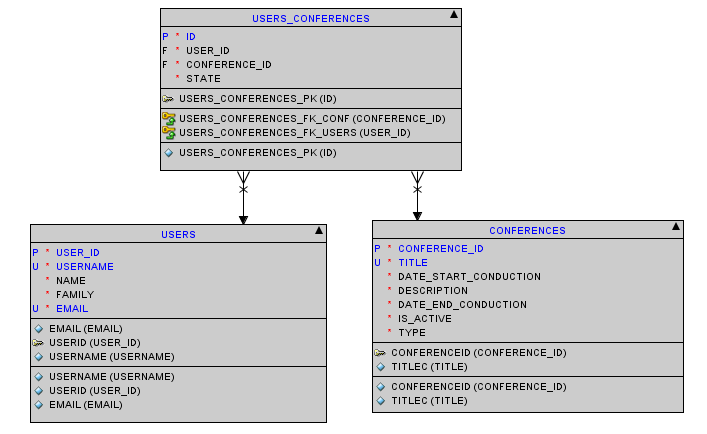 USERS_CONFERENCES
P * ID
F * USER_ID
F * CONFERENCE_ID
* STATE
USERS_CONFERENCES_PK (ID)
USERS_CONFERENCES_FK_CONF (CONFERENCE_ID)
USERS_CONFERENCES_FK_USERS (USER_ID)
USERS_CONFERENCES_PK (ID)
USERS
P * USER_ID
U * USERNAME
* NAME
* FAMILY
U * EMAIL
EMAIL (EMAIL)
USERID (USER_ID)
USERNAME (USERNAME)
USERNAME (USERNAME)
USERID (USER_ID)
EMAIL (EMAIL)
CONFERENCES
P * CONFERENCE_ID
U * TITLE
* DATE_START_CONDUCTION
* DESCRIPTION
* DATE_END_CONDUCTION
* IS_ACTIVE
* TYPE
CONFERENCEID (CONFERENCE_ID)
TITLEC (TITLE)
CONFERENCEID (CONFERENCE_ID)
TITLEC (TITLE)